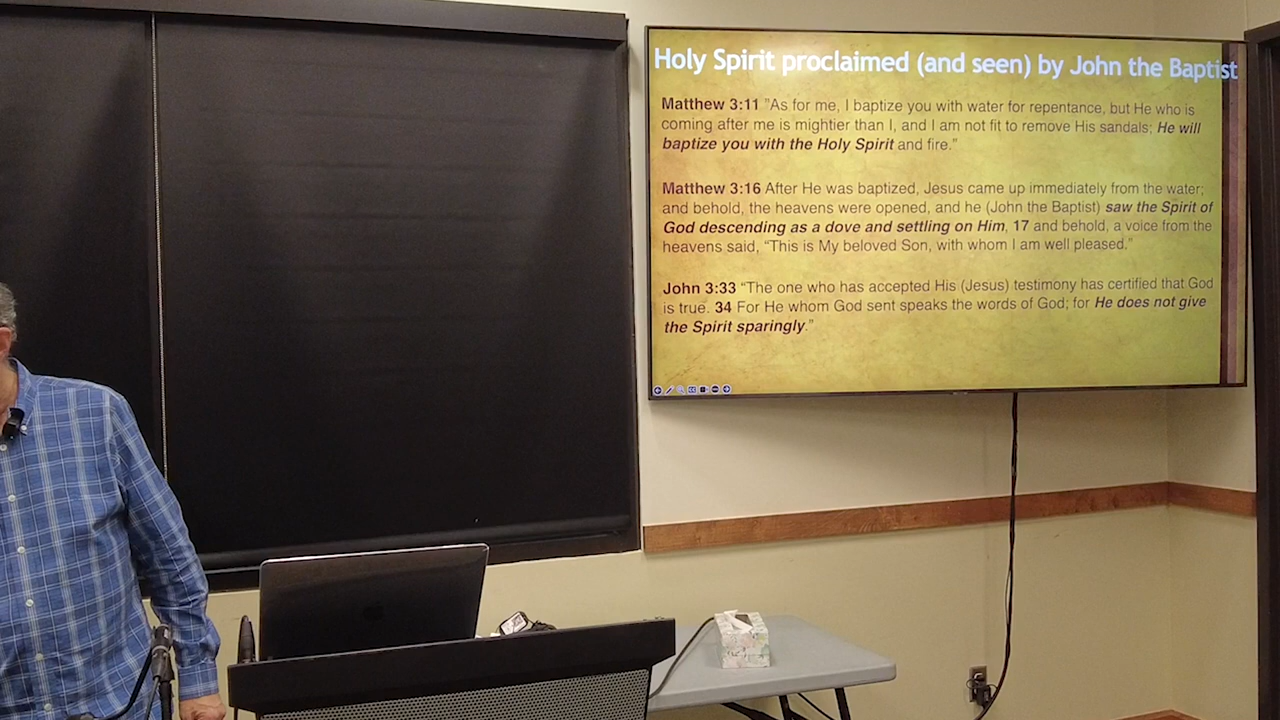 Holy Spirit proclaimed (and seen) by John the Baptist
Matthew 3:11 "As for me, I baptize you with water for repentance, but He who is
coming after me is mightier than I, and I am not fit to remove His sandals; He will
baptize you with the Holy Spirit and fire."
Matthew 3:16 After He was baptized, Jesus came up immediately from the water;
and behold, the heavens were opened, and he (John the Baptist) saw the Spirit of
God descending as a dove and settling on Him, 17 and behold, a voice from the
heavens said, “This is My beloved Son, with whom I am well pleased.”
John 3:33 “The one who has accepted His (Jesus) testimony has certified that God
is true. 34 For He whom God sent speaks the words of God; for He does not give
the Spirit sparingly.”